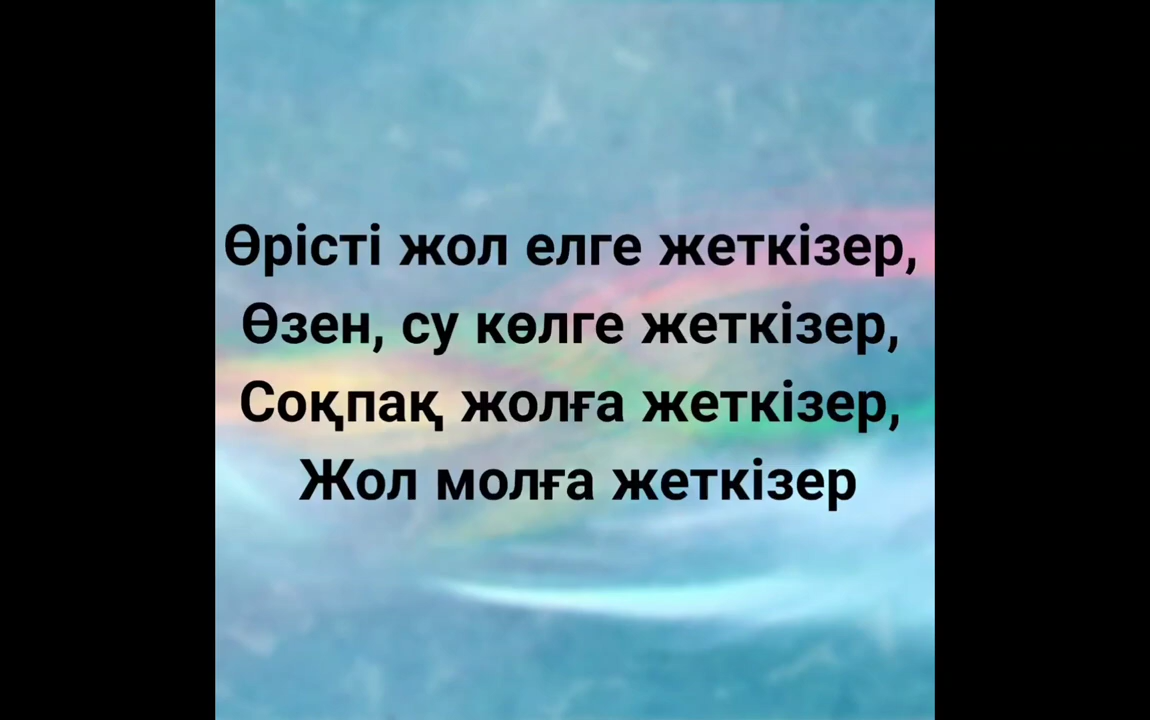 Өрісті жол елге жеткізер,
Өзен, су көлге жеткізер,
Соқпақ жолға жеткізер,
Жол молға жеткізер